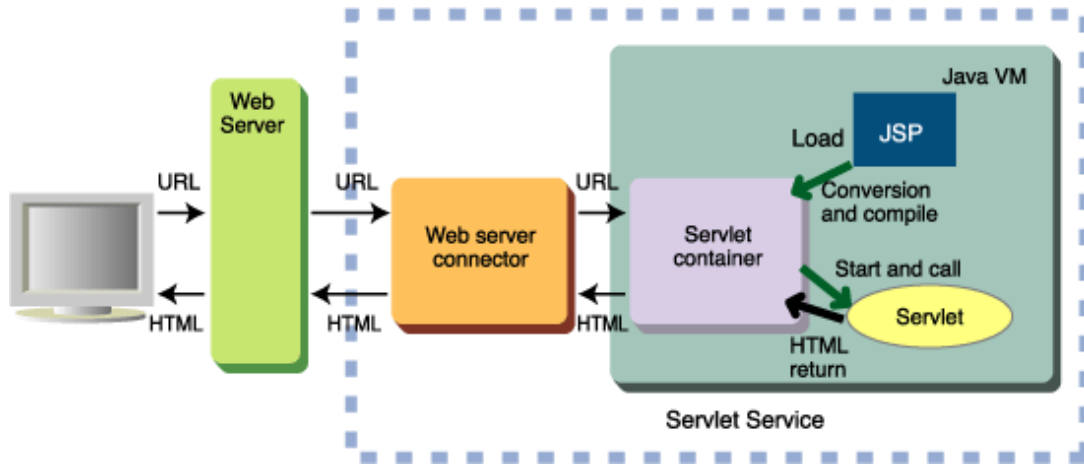 Web
Server
URL
HTML
URL
HTML
Web server
connector
URL
HTML
Java VM
JSP
Load
Conversion
and compile
Servlet
container
Start and call
Servlet
HTML
return
Servlet Service